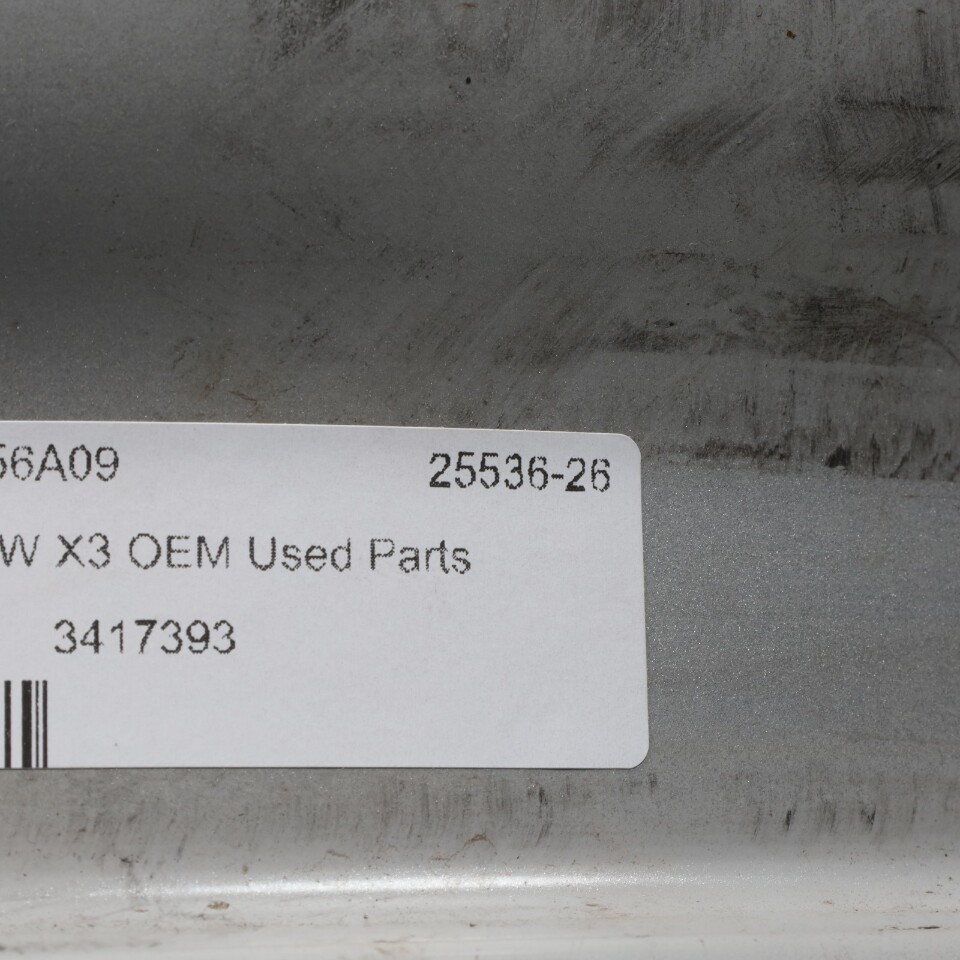 56A09 25536-26
W X3 OEM Used Parts
3417393